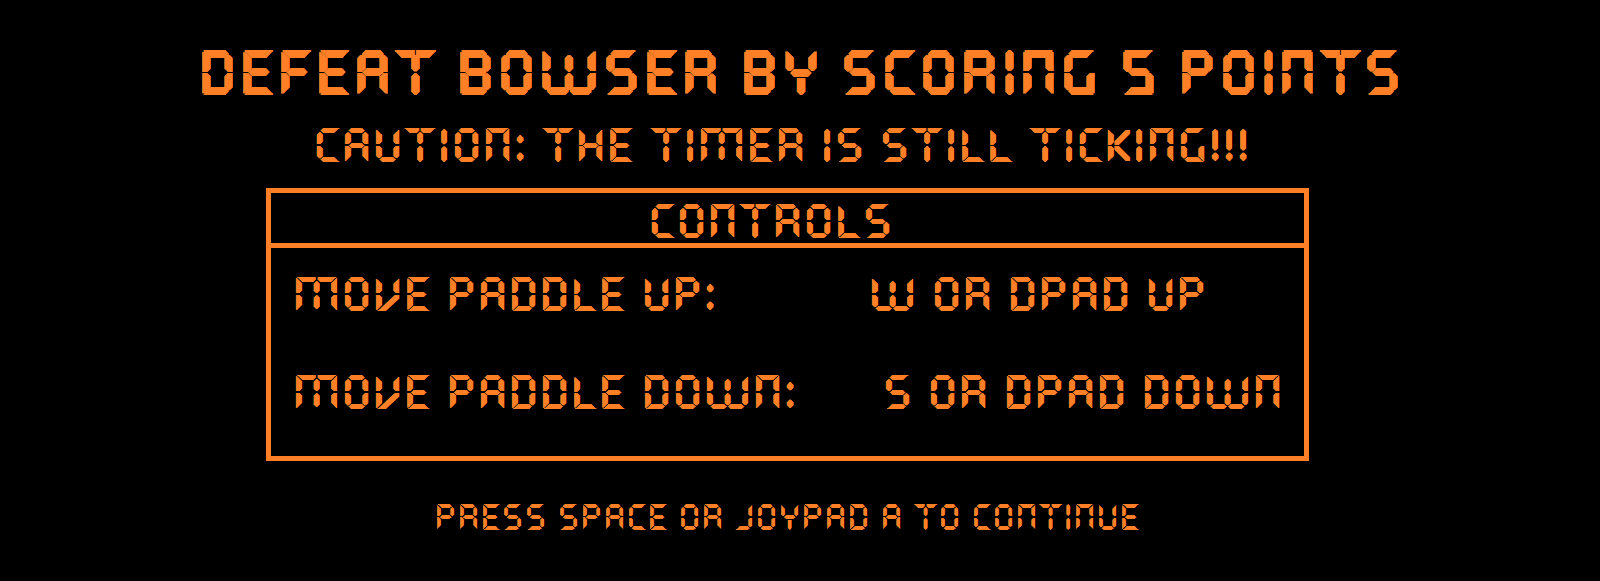 DEFEAT BOWSER BY SCORING 5 POINTS
CAUTION: THE TIMER IS STILL TICKING!!!
CONTROLS
MOVE PADDLE UP: W OR DPAD UP
MOVE PADDLE DOWN: S OR DPAD DOWN
PRESS SPACE OR JOYPAD A TO CONTINUE